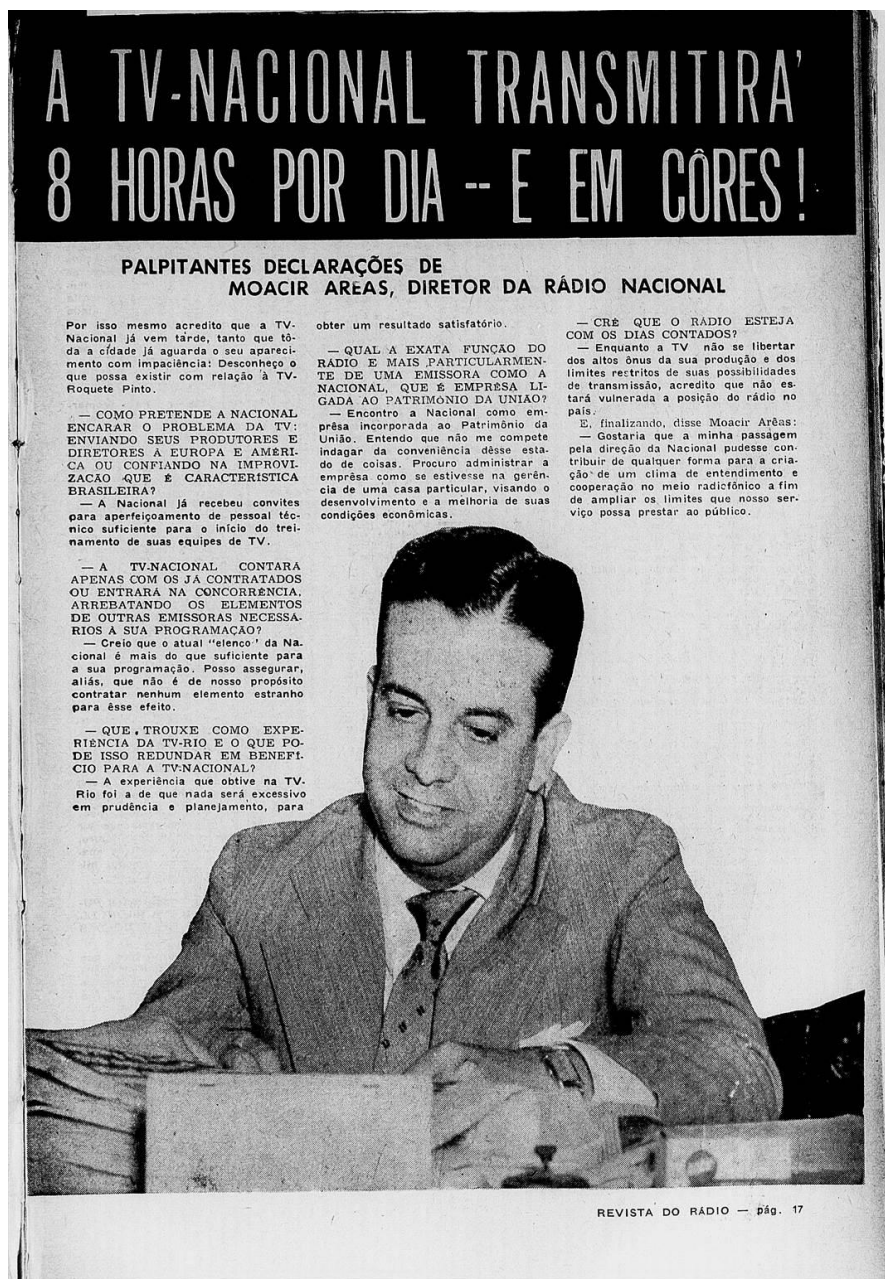 A TV-NACIONAL TRANSMITIRA'
8 HORAS POR DIA -- E EM CÔRES!
PALPITANTES DECLARAÇÕES DE
MOACIR ARÊAS, DIRETOR DA RÁDIO NACIONAL
Por isso mesmo acredito que a TV-
Nacional já vem tarde, tanto que tô-
da a cidade já aguarda o seu apareci-
mento com impaciência: Desconheço o
que possa existir com relação à TV-
Roquete Pinto.
— COMO PRETENDE A NACIONAL
ENCARAR O PROBLEMA DA TV:
ENVIANDO SEUS PRODUTORES E
DIRETORES À EUROPA E AMÉRI-
CA OU CONFIANDO NA IMPROVI-
ZACÃO QUE É CARACTERÍSTICA
BRASILEIRA?
— A Nacional já recebeu convites
para aperfeiçoamento de pessoal téc-
nico suficiente para o início do trei-
namento de suas equipes de TV.
— A TV-NACIONAL CONTARÁ
APENAS COM OS JÁ CONTRATADOS
OU ENTRARÁ NA CONCORRÊNCIA,
ARREBATANDO OS ELEMENTOS
DE OUTRAS EMISSORAS NECESSÁ-
RIOS À SUA PROGRAMAÇÃO?
— Creio que o atual "elenco" da Na-
cional é mais do que suficiente para
a sua programação. Posso assegurar,
aliás, que não é de nosso propósito
contratar nenhum elemento estranho
para êsse efeito.
— QUE TROUXE COMO EXPE-
RIÊNCIA DA TV-RIO E O QUE PO-
DE ISSO REDUNDAR EM BENEFÍ-
CIO PARA A TV-NACIONAL?
— A experiência que obtive na TV-
Rio foi a de que nada será excessivo
em prudência e planejamento, para
obter um resultado satisfatório.
— QUAL A EXATA FUNÇÃO DO
RÁDIO E MAIS PARTICULARMEN-
TE DE UMA EMISSORA COMO A
NACIONAL, QUE É EMPRÊSA LI-
GADA AO PATRIMÔNIO DA UNIÃO?
— Encontro a Nacional como em-
prêsa incorporada ao Patrimônio da
União. Entendo que não me compete
indagar da conveniência dêsse esta-
do de coisas. Procuro administrar a
emprêsa como se estivesse na gerên-
cia de uma casa particular, visando o
desenvolvimento e a melhoria de suas
condições econômicas.
— CRÊ QUE O RÁDIO ESTEJA
COM OS DIAS CONTADOS?
— Enquanto a TV não se libertar
dos altos ônus da sua produção e dos
limites restritos de suas possibilidades
de transmissão, acredito que não es-
tará vulnerada a posição do rádio no
país.
E, finalizando, disse Moacir Arêas:
— Gostaria que a minha passagem
pela direção da Nacional pudesse con-
tribuir de qualquer forma para a cria-
ção de um clima de entendimento e
cooperação no meio radiofônico a fim
de ampliar os limites que nosso ser-
viço possa prestar ao público.
REVISTA DO RÁDIO — pág. 17